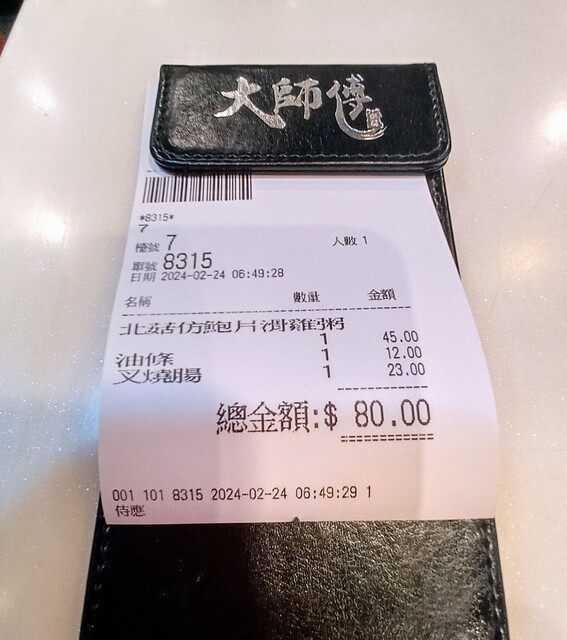 大師傅
*8315*
7
檯號 7 人數 1
單號 8315
日期 2024-02-24 06:49:28
名稱 數量 金額
北菇仿鮑片滑雞粥
1 45.00
油條 1 12.00
叉燒腸 1 23.00
總金額:$ 80.00
001 101 8315 2024-02-24 06:49:29 1
侍應